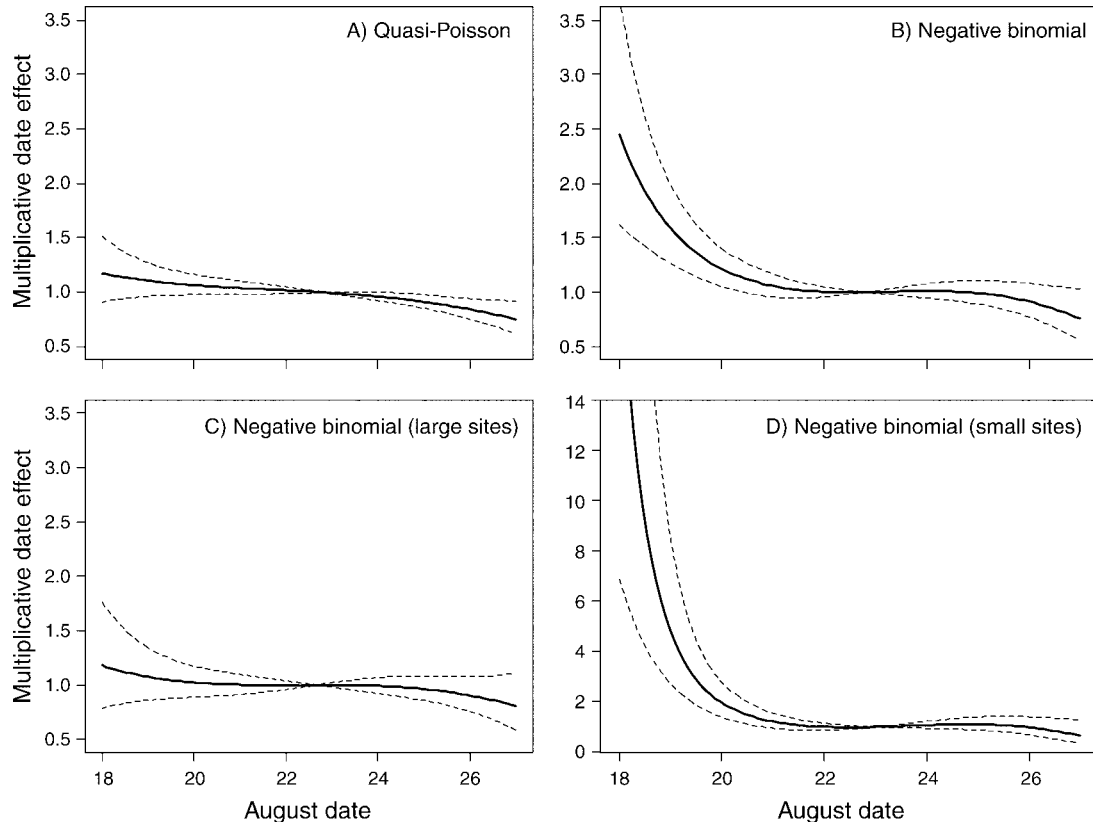 A) Quasi-Poisson
3.5
3.0
2.5
2.0
1.5
1.0
0.5
Multiplicative date effect
B) Negative binomial
3.5
3.0
2.5
2.0
1.5
1.0
0.5
C) Negative binomial (large sites)
3.5
3.0
2.5
2.0
1.5
1.0
0.5
Multiplicative date effect
18 20 22 24 26
August date
D) Negative binomial (small sites)
14
12
10
8
6
4
2
0
18 20 22 24 26
August date